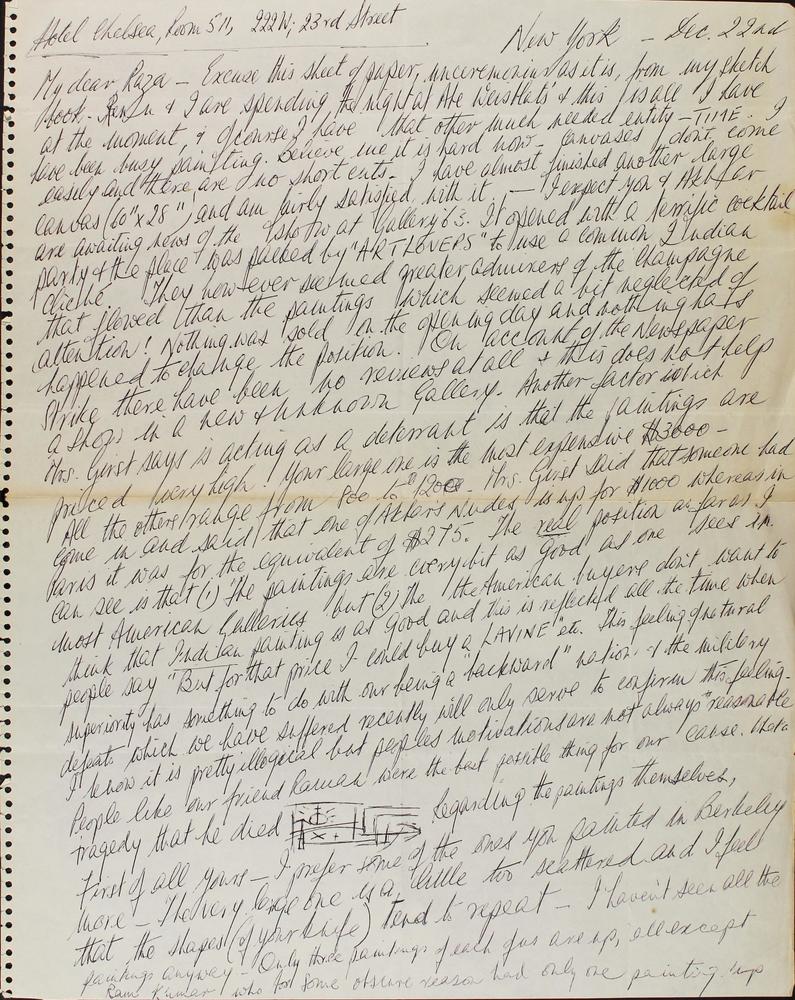 Hotel Chelsea, Room 511, 222 W; 23rd Street
New York - Dec. 22nd
My dear Raza - Excuse this sheet of paper, unceremonious as it is, from my sketch
book. & I are spending the night at the Weisblats' & this is all I have
at the moment, & of course I have that other much needed entity - TIME. I
have been busy painting. Believe me it is hard now - canvases don't come
easily and there are no short cuts. I have almost finished another large
canvas (60" x 28") and am fairly satisfied with it, - I expect you & Akbar
are awaiting news of the show at Gallery 63. It opened with a terrific cocktail
party & the place was packed by "ART LOVERS" to use a common Indian
cliché. They however seemed greater admirers of the champagne
that flowed than the paintings which seemed a bit neglected of
attention! Nothing was sold on the opening day and nothing has
happened to change the position. On account of the Newspaper
Strike there have been no reviews at all & this does not help
a show in a new & unknown Gallery. Another factor which
Mrs. Girst says is acting as a deterrant is that the paintings are
priced very high! Your large one is the most expensive $3600 -
All the others range from 800 to 1200 - Mrs. Girst said that someone had
come in and said that one of Akbars Nudes, is up for $1000 whereas in
Paris it was for the equivalent of $275. The real position as far as I
can see is that (1) The paintings are every bit as good as one sees in
most American Galleries but (2) the the American buyers don't want to
think that Indian painting is as good and this is reflected all the time when
people say "But for that price I could buy a LAVINE" etc. This feeling of natural
superiority has something to do with our being a "backward" nation & the military
defeats which we have suffered recently will only serve to confirm this feeling -
I know it is pretty illogical but peoples motivations are not always "reasonable
People like our friend Raman were the best possible thing for our cause. What a
tragedy that he died Regarding the paintings themselves,
First of all yours - I prefer some of the ones you painted in Berkeley
more - The very large one is a little too scattered and I feel
that the shapes (of your life) tend to repeat - I haven't seen all the
paintings anyway - Only three paintings of each of us are up, all except
Ram Kumar who for some obscure reason had only one painting up